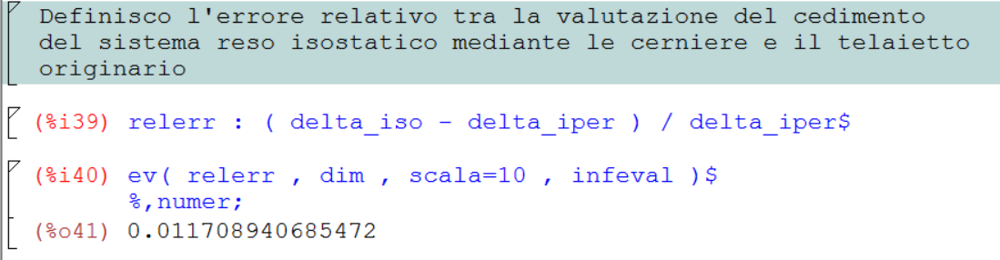 Definisco l'errore relativo tra la valutazione del cedimento
del sistema reso isostatico mediante le cerniere e il telaietto
originario
(%i39) relerr : ( delta_iso - delta_iper ) / delta_iper$
(%i40) ev( relerr , dim , scala=10 , infeval )$
%,numer;
(%o41) 0.011708940685472